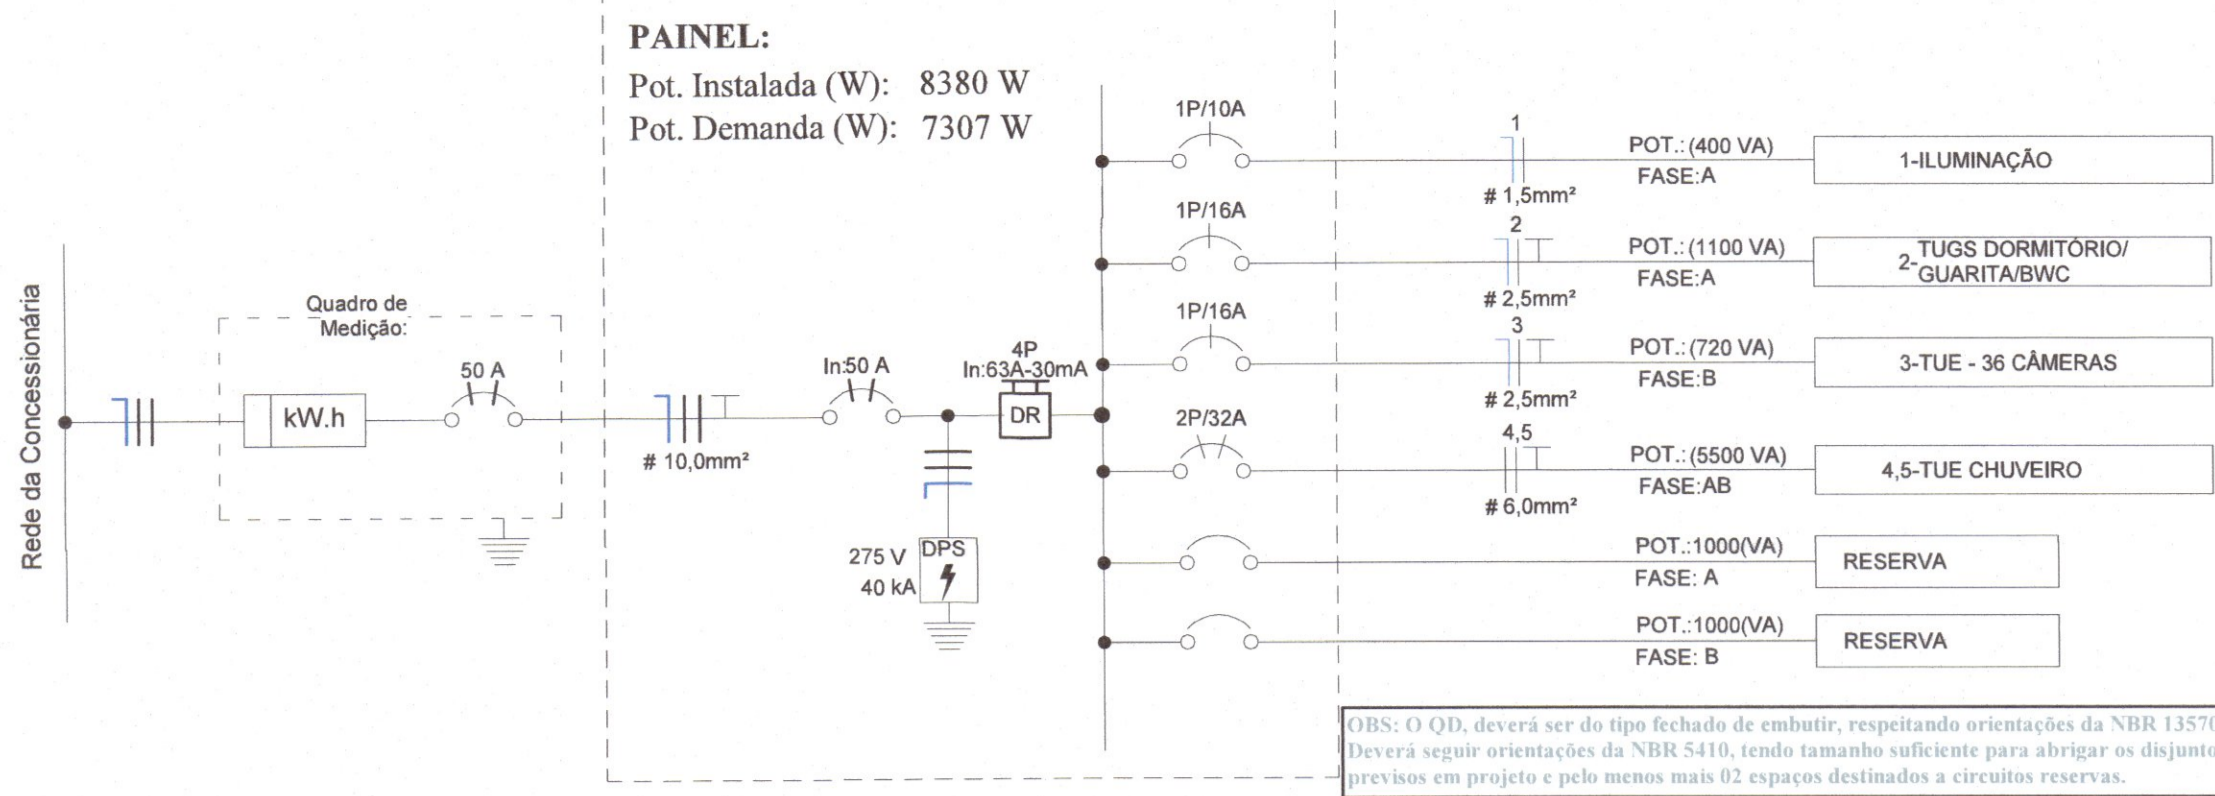 PAINEL:
Pot. Instalada (W): 8380 W
Pot. Demanda (W): 7307 W
Rede da Concessionária
Quadro de
Medição:
kW.h
50 A
# 10,0mm²
In:50 A
4P
In:63A-30mA
DR
275 V
40 kA
DPS
1P/10A
1
# 1,5mm²
POT.: (400 VA)
FASE:A
1-ILUMINAÇÃO
1P/16A
2
# 2,5mm²
POT.: (1100 VA)
FASE:A
2-TUGS DORMITÓRIO/
GUARITA/BWC
1P/16A
3
# 2,5mm²
POT.: (720 VA)
FASE:B
3-TUE - 36 CÂMERAS
2P/32A
4,5
# 6,0mm²
POT.: (5500 VA)
FASE:AB
4,5-TUE CHUVEIRO
POT.:1000(VA)
FASE: A
RESERVA
POT.:1000(VA)
FASE: B
RESERVA
OBS: O QD, deverá ser do tipo fechado de embutir, respeitando orientações da NBR 13570
Deverá seguir orientações da NBR 5410, tendo tamanho suficiente para abrigar os disjunto
previsos em projeto e pelo menos mais 02 espaços destinados a circuitos reservas.